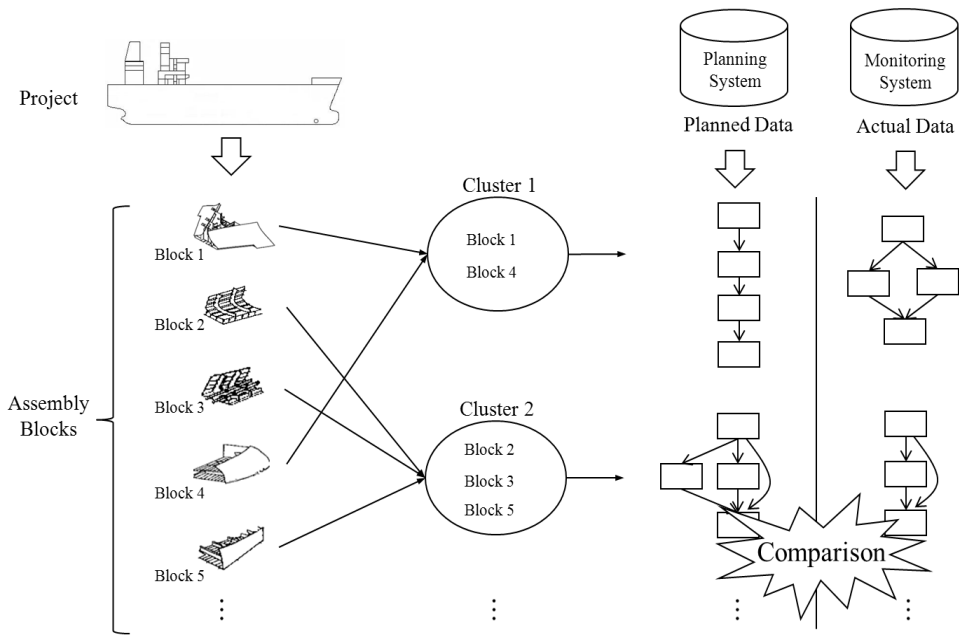 Project
Planning
System
Monitoring
System
Planned Data
Actual Data
Assembly
Blocks
Block 1
Block 2
Block 3
Block 4
Block 5
Cluster 1
Block 1
Block 4
Cluster 2
Block 2
Block 3
Block 5
Comparison